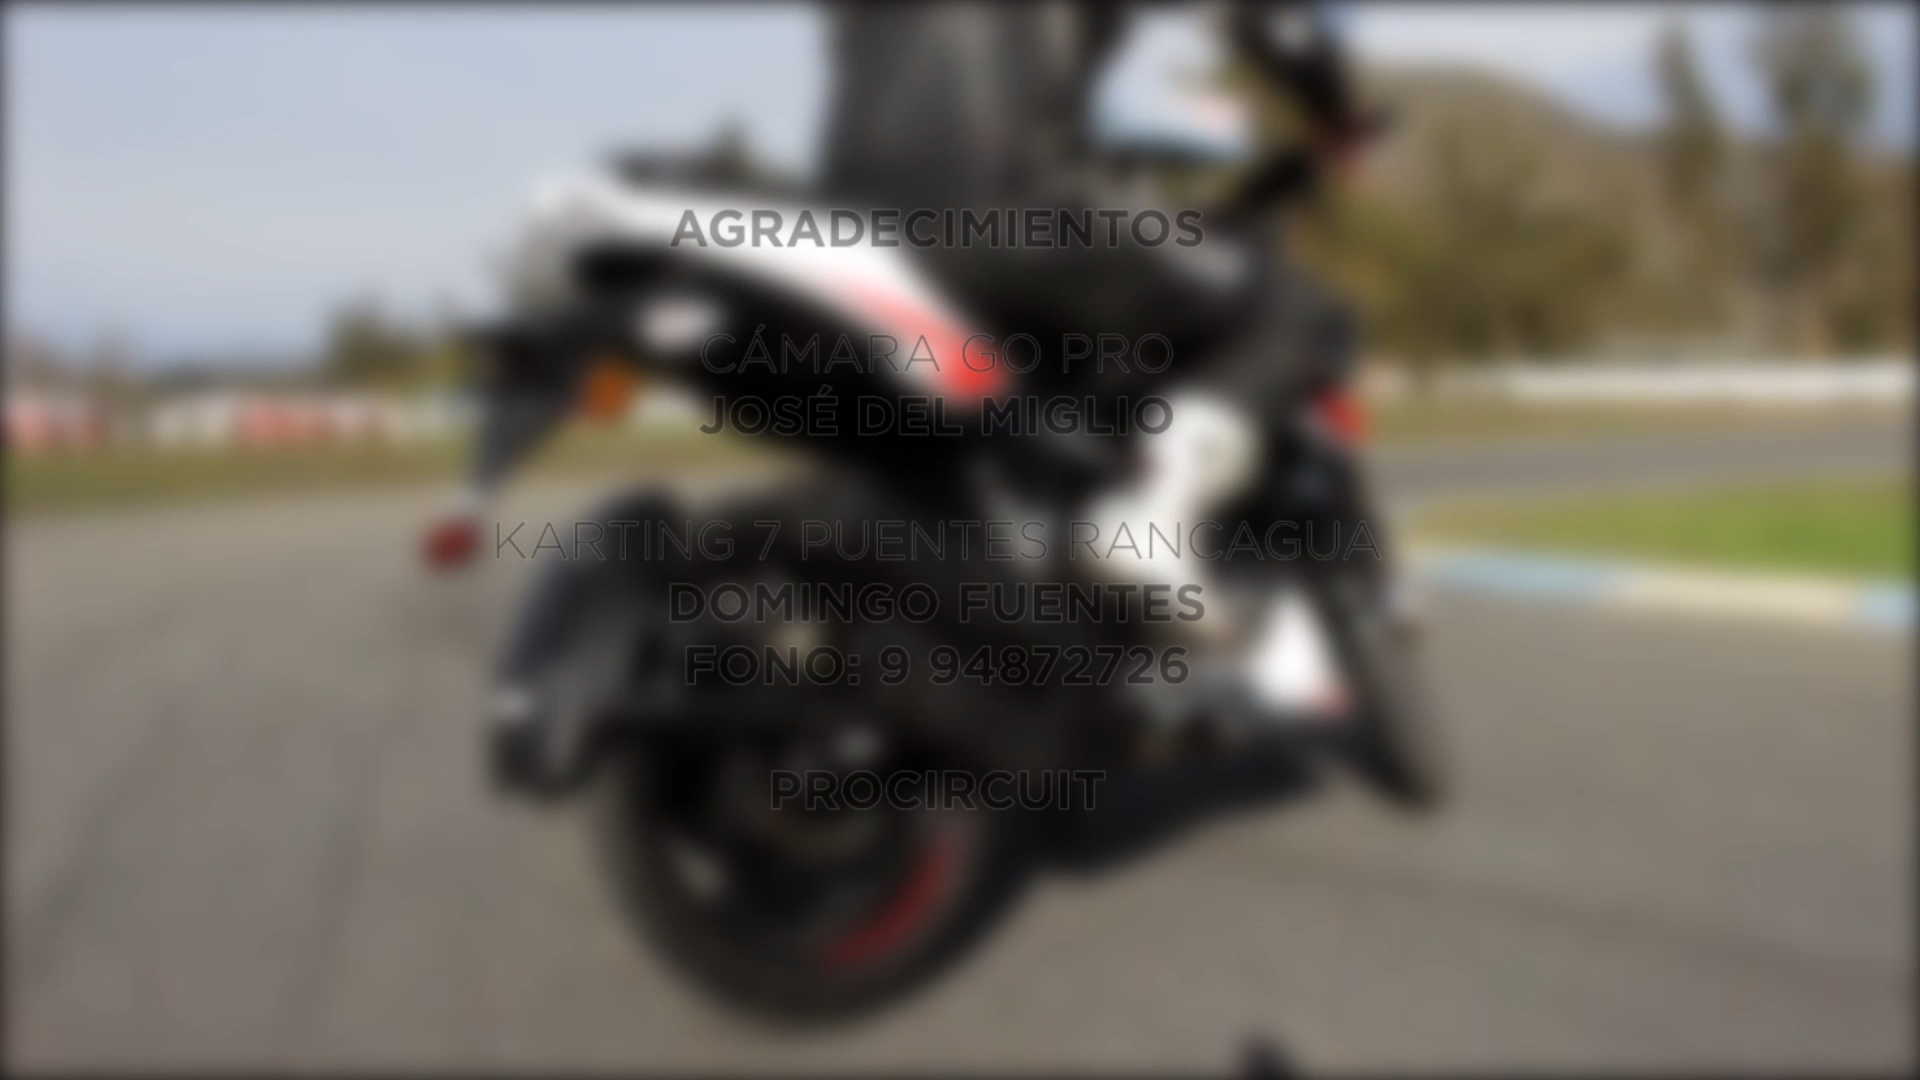 AGRADECIMIENTOS
CÁMARA GO PRO
JOSÉ DEL MIGLIO
KARTING 7 PUENTES RANCAGUA
DOMINGO FUENTES
FONO: 9 94872726
PROCIRCUIT